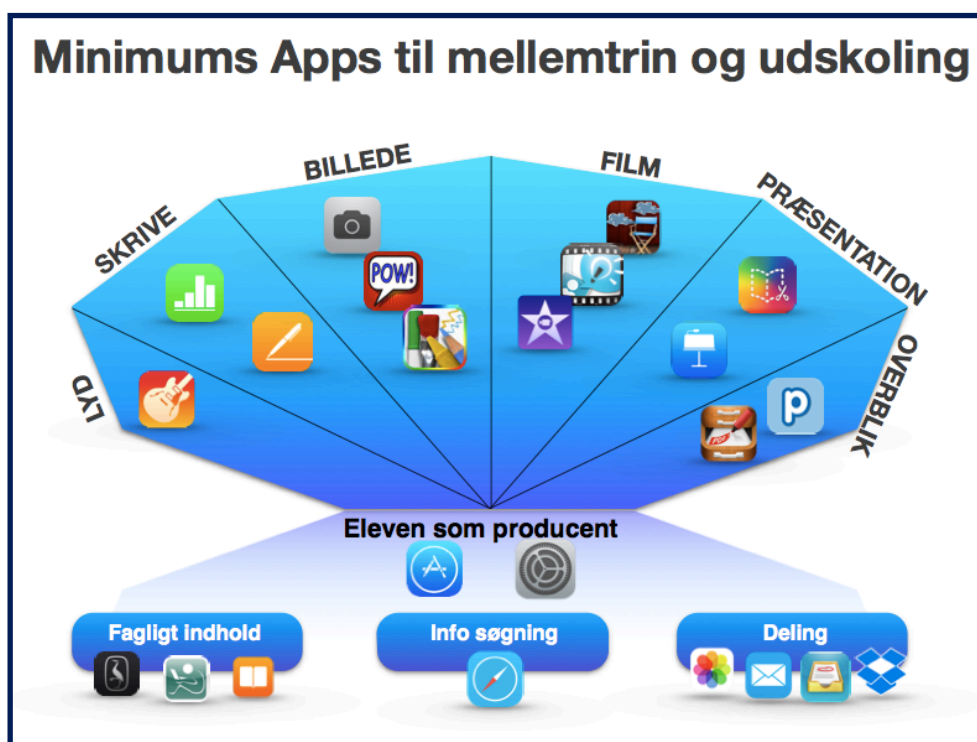 Minimums Apps til mellemtrin og udskoling
LYD
SKRIVE
BILLEDE
FILM
PRÆSENTATION
OVERBLIK
POW!
PDF
p
Eleven som producent
Fagligt indhold
Info søgning
Deling